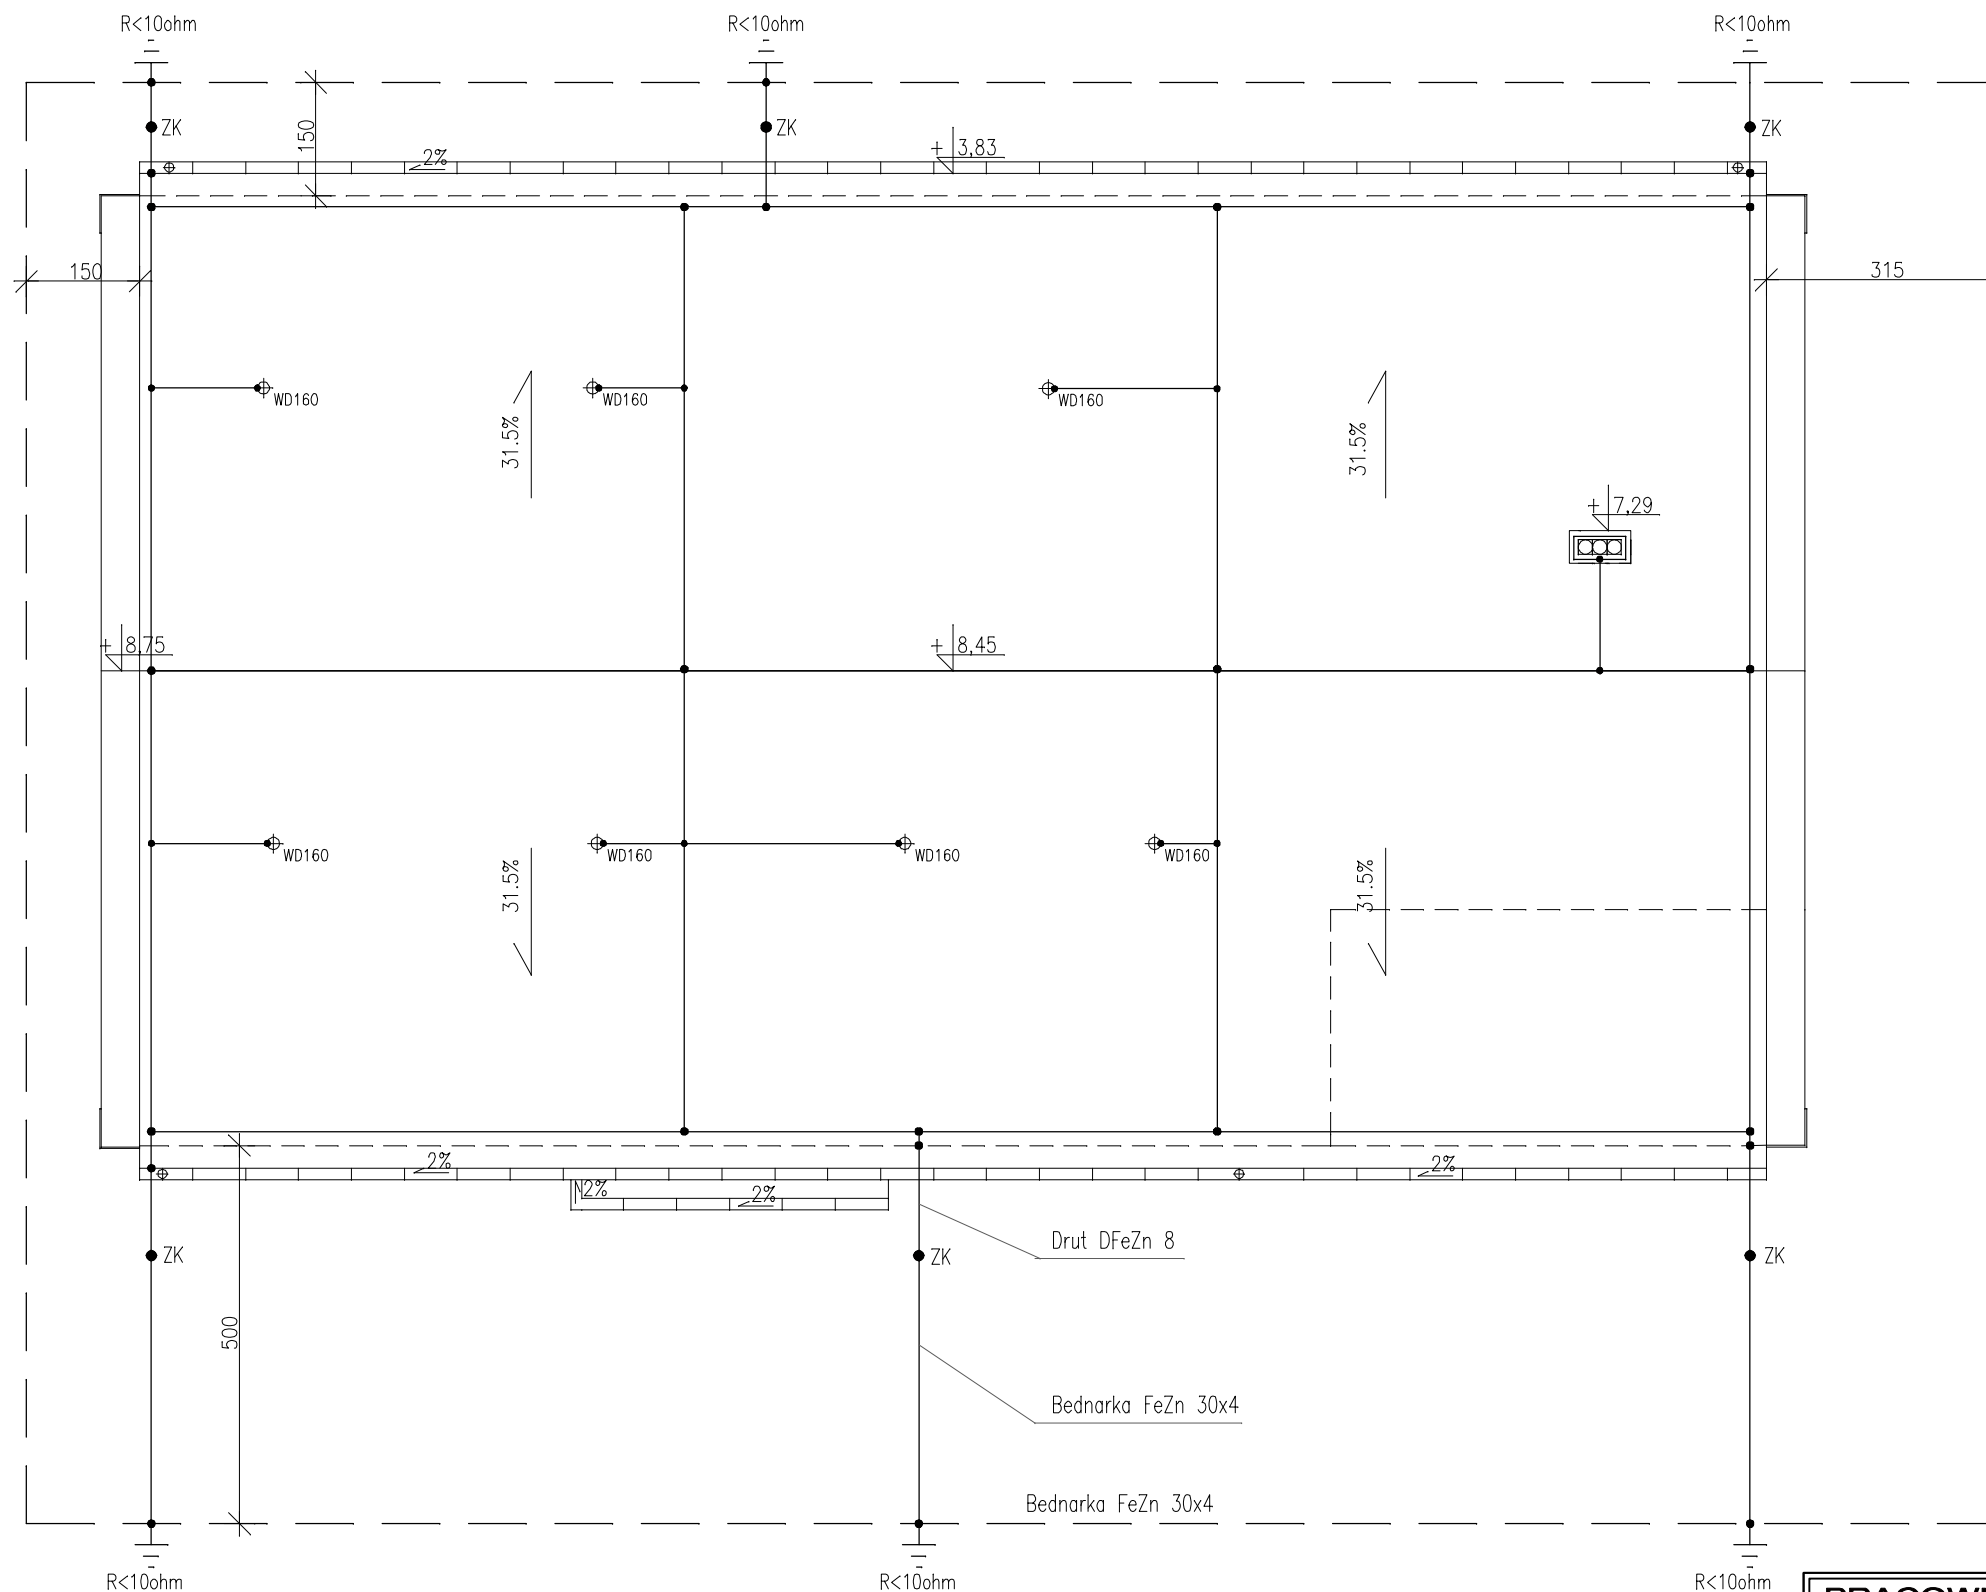 R<10ohm
R<10ohm
R<10ohm
ZK
ZK
ZK
150
2%
+ 3,83
150
315
WD160
WD160
WD160
31.5%
31.5%
+ 7,29
+ 8,75
+ 8,45
WD160
WD160
WD160
WD160
31.5%
31.5%
2%
2%
2%
2%
Drut DFeZn 8
ZK
ZK
ZK
500
Bednarka FeZn 30x4
Bednarka FeZn 30x4
R<10ohm
R<10ohm
R<10ohm